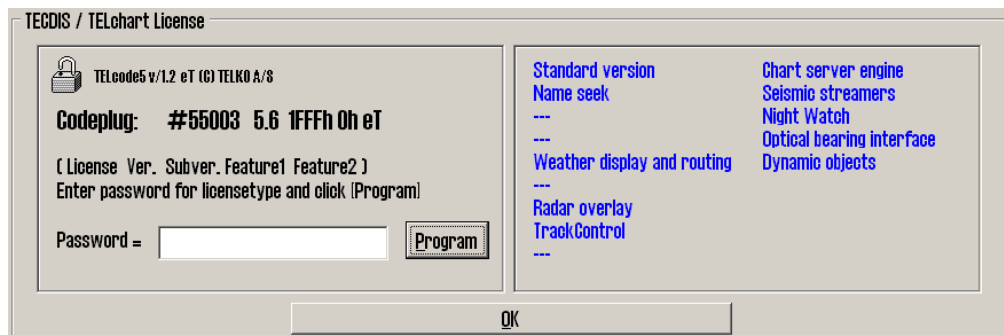 TECDIS / TELchart License
TELcode5 v/1.2 eT (C) TELKO A/S
Codeplug: #55003 5.6 1FFFh 0h eT
( License Ver. Subver. Feature1 Feature2 )
Enter password for licensetype and click [Program]
Password =
Program
Standard version
Name seek
---
---
Weather display and routing
---
Radar overlay
TrackControl
---
Chart server engine
Seismic streamers
Night Watch
Optical bearing interface
Dynamic objects
OK